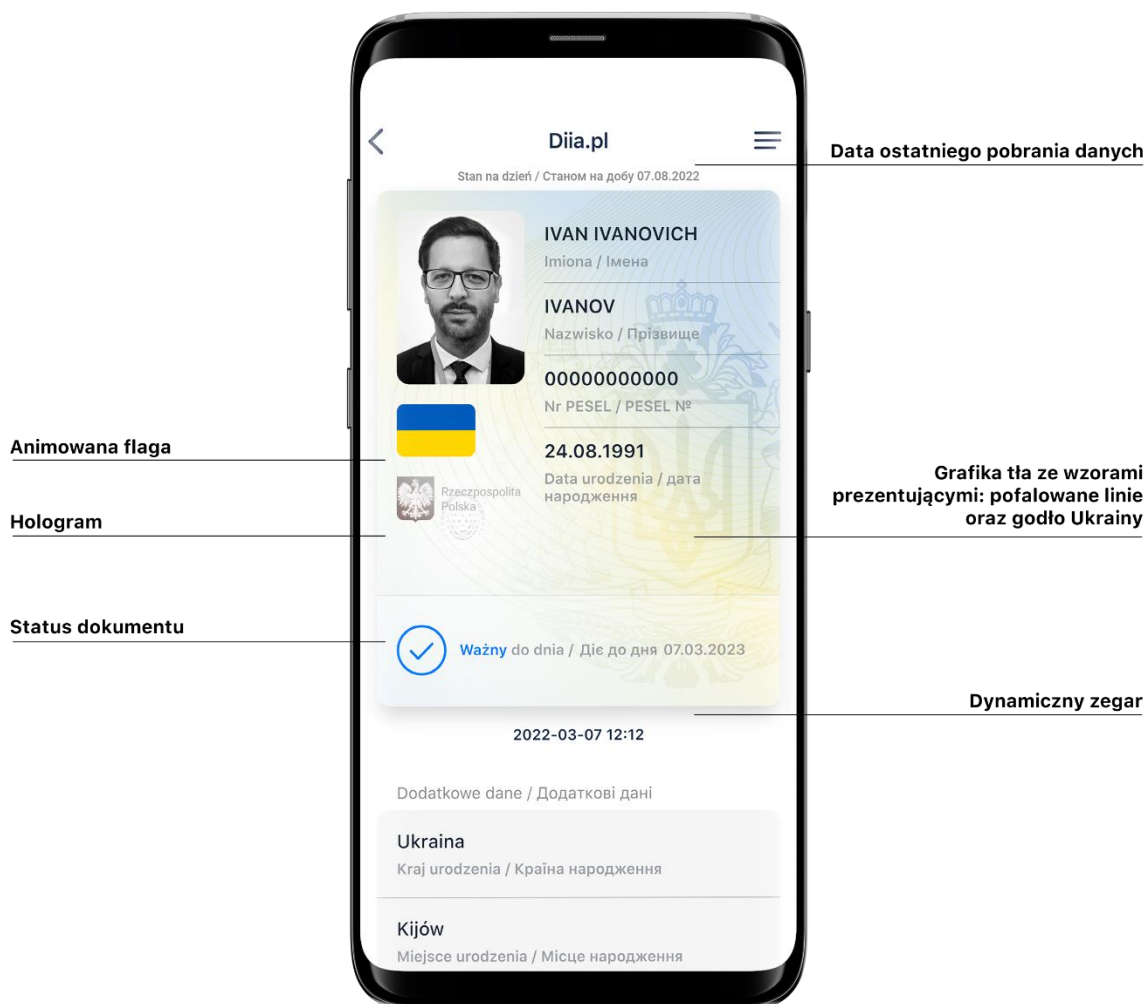 Diia.pl
Data ostatniego pobrania danych
Stan na dzień / Станом на добу 07.08.2022
IVAN IVANOVICH
Imiona / Імена
IVANOV
Nazwisko / Прізвище
00000000000
Nr PESEL / PESEL №
Animowana flaga
24.08.1991
Data urodzenia / дата
народження
Grafika tła ze wzorami
prezentującymi: pofalowane linie
oraz godło Ukrainy
Rzeczpospolita
Polska
Hologram
Status dokumentu
Ważny do dnia / Діє до дня 07.03.2023
Dynamiczny zegar
2022-03-07 12:12
Dodatkowe dane / Додаткові дані
Ukraina
Kraj urodzenia / Країна народження
Kijów
Miejsce urodzenia / Місце народження